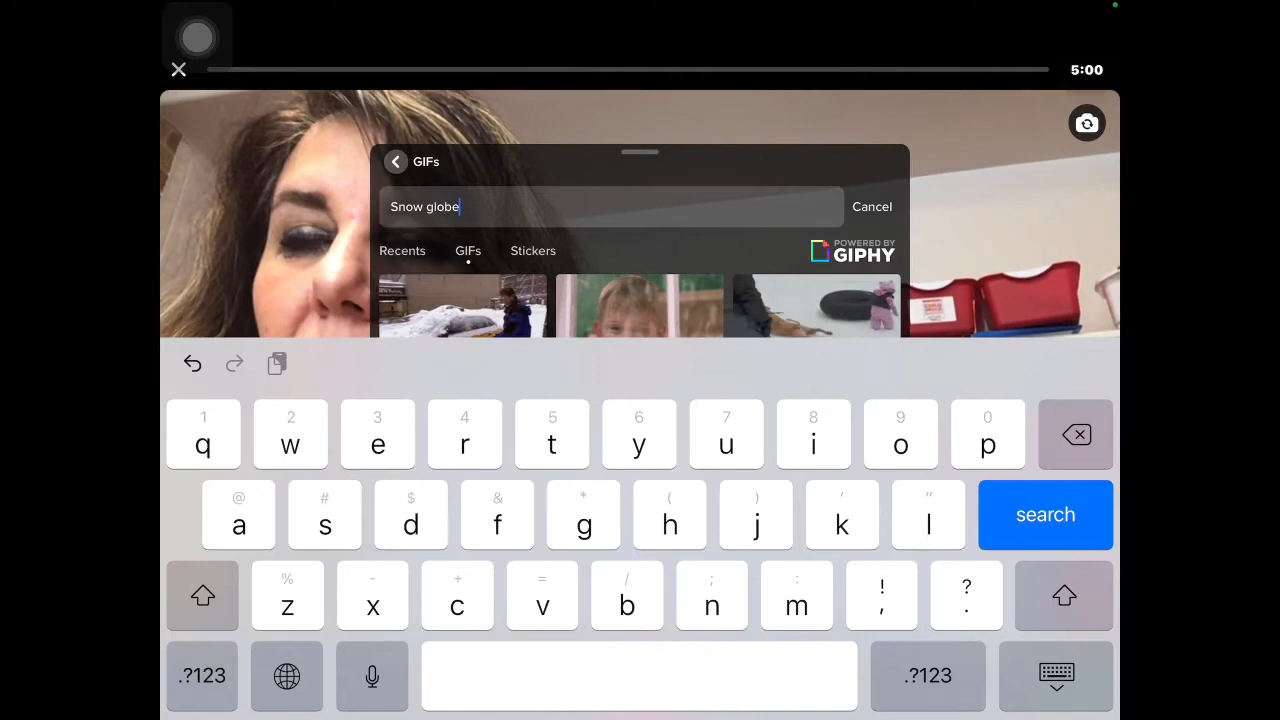 5:00
GIFs
Snow globe
Cancel
Recents GIFs Stickers
POWERED BY
GIPHY
1 2 3 4 5 6 7 8 9 0
q w e r t y u i o p
@ # $ & * ( ) ' "
a s d f g h j k l search
% - + = / ; : ! ?
z x c v b n m , .
.?123 .?123